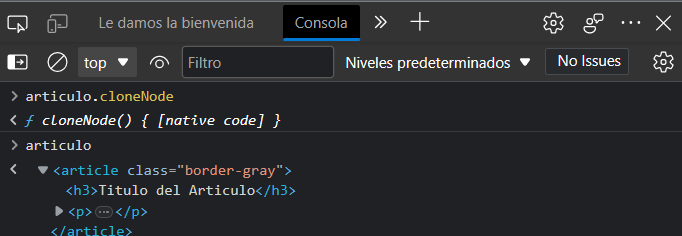 Le damos la bienvenida Consola
top Filtro Niveles predeterminados No Issues
articulo.cloneNode
ƒ cloneNode() { [native code] }
articulo
<article class="border-gray">
<h3>Titulo del Articulo</h3>
<p>…</p>
</article>